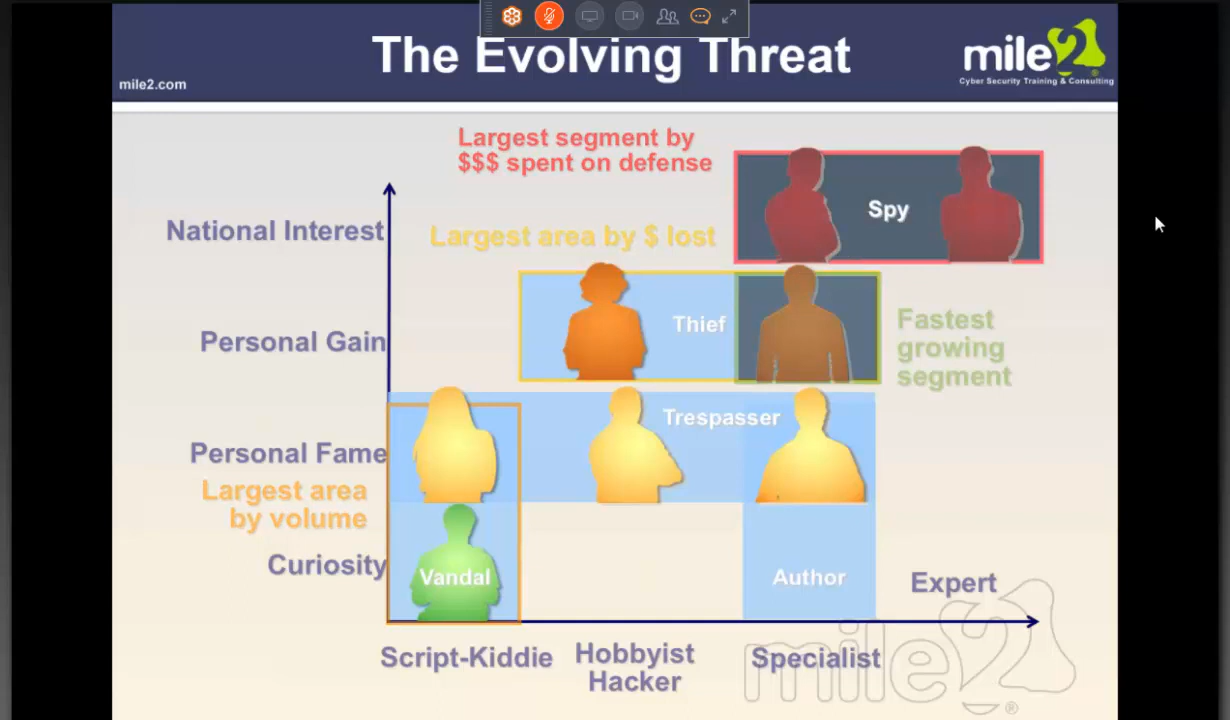 The Evolving Threat
mile2
Cyber Security Training & Consulting
mile2.com
Largest segment by
$$$ spent on defense
Spy
National Interest
Largest area by $ lost
Thief
Fastest
growing
segment
Personal Gain
Trespasser
Personal Fame
Largest area
by volume
Curiosity
Vandal
Author
Expert
Script-Kiddie
Hobbyist
Hacker
Specialist
mile2